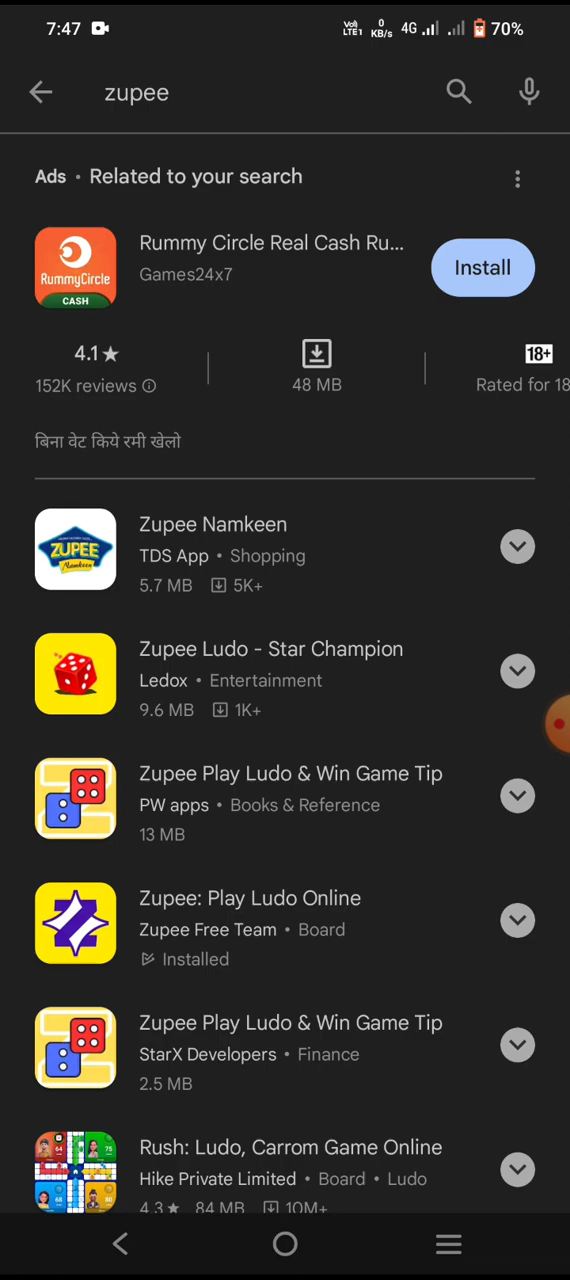 7:47 Vo) LTE1 0 KB/s 4G 70%
zupee
Ads • Related to your search
RummyCircle
CASH
Rummy Circle Real Cash Ru...
Games24x7
Install
4.1★
152K reviews
48 MB
18+
Rated for 18
बिना वेट किये रमी खेलो
ZUPEE
Namkeen
Zupee Namkeen
TDS App • Shopping
5.7 MB 5K+
Zupee Ludo - Star Champion
Ledox • Entertainment
9.6 MB 1K+
Zupee Play Ludo & Win Game Tip
PW apps • Books & Reference
13 MB
Zupee: Play Ludo Online
Zupee Free Team • Board
Installed
Zupee Play Ludo & Win Game Tip
StarX Developers • Finance
2.5 MB
Rush: Ludo, Carrom Game Online
Hike Private Limited • Board • Ludo
4.3★ 84 MB 10M+